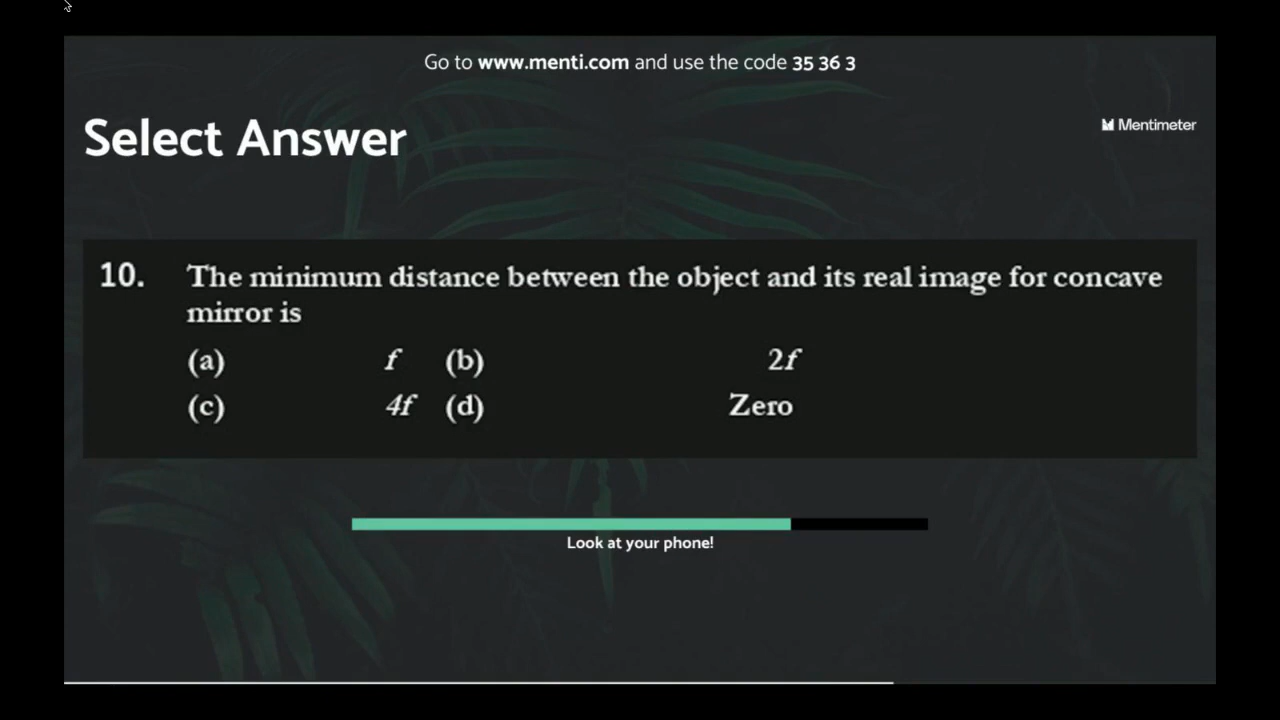 Go to www.menti.com and use the code 35 36 3
Select Answer
Mentimeter
10. The minimum distance between the object and its real image for concave
mirror is
(a) f (b) 2f
(c) 4f (d) Zero
Look at your phone!